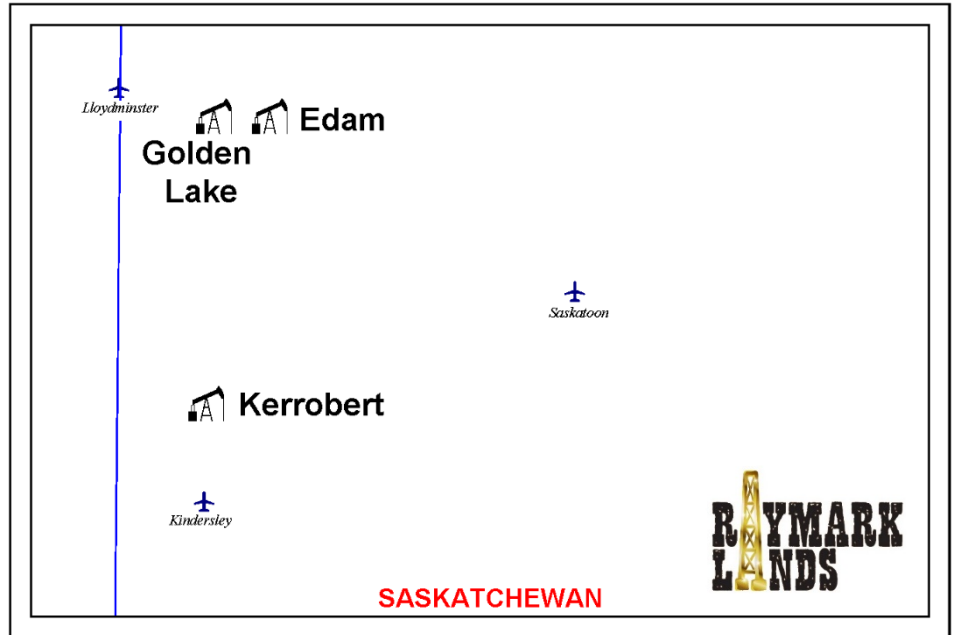 Lloydminster
Edam
Golden
Lake
Saskatoon
Kerrobert
Kindersley
RAYMARK
LANDS
SASKATCHEWAN